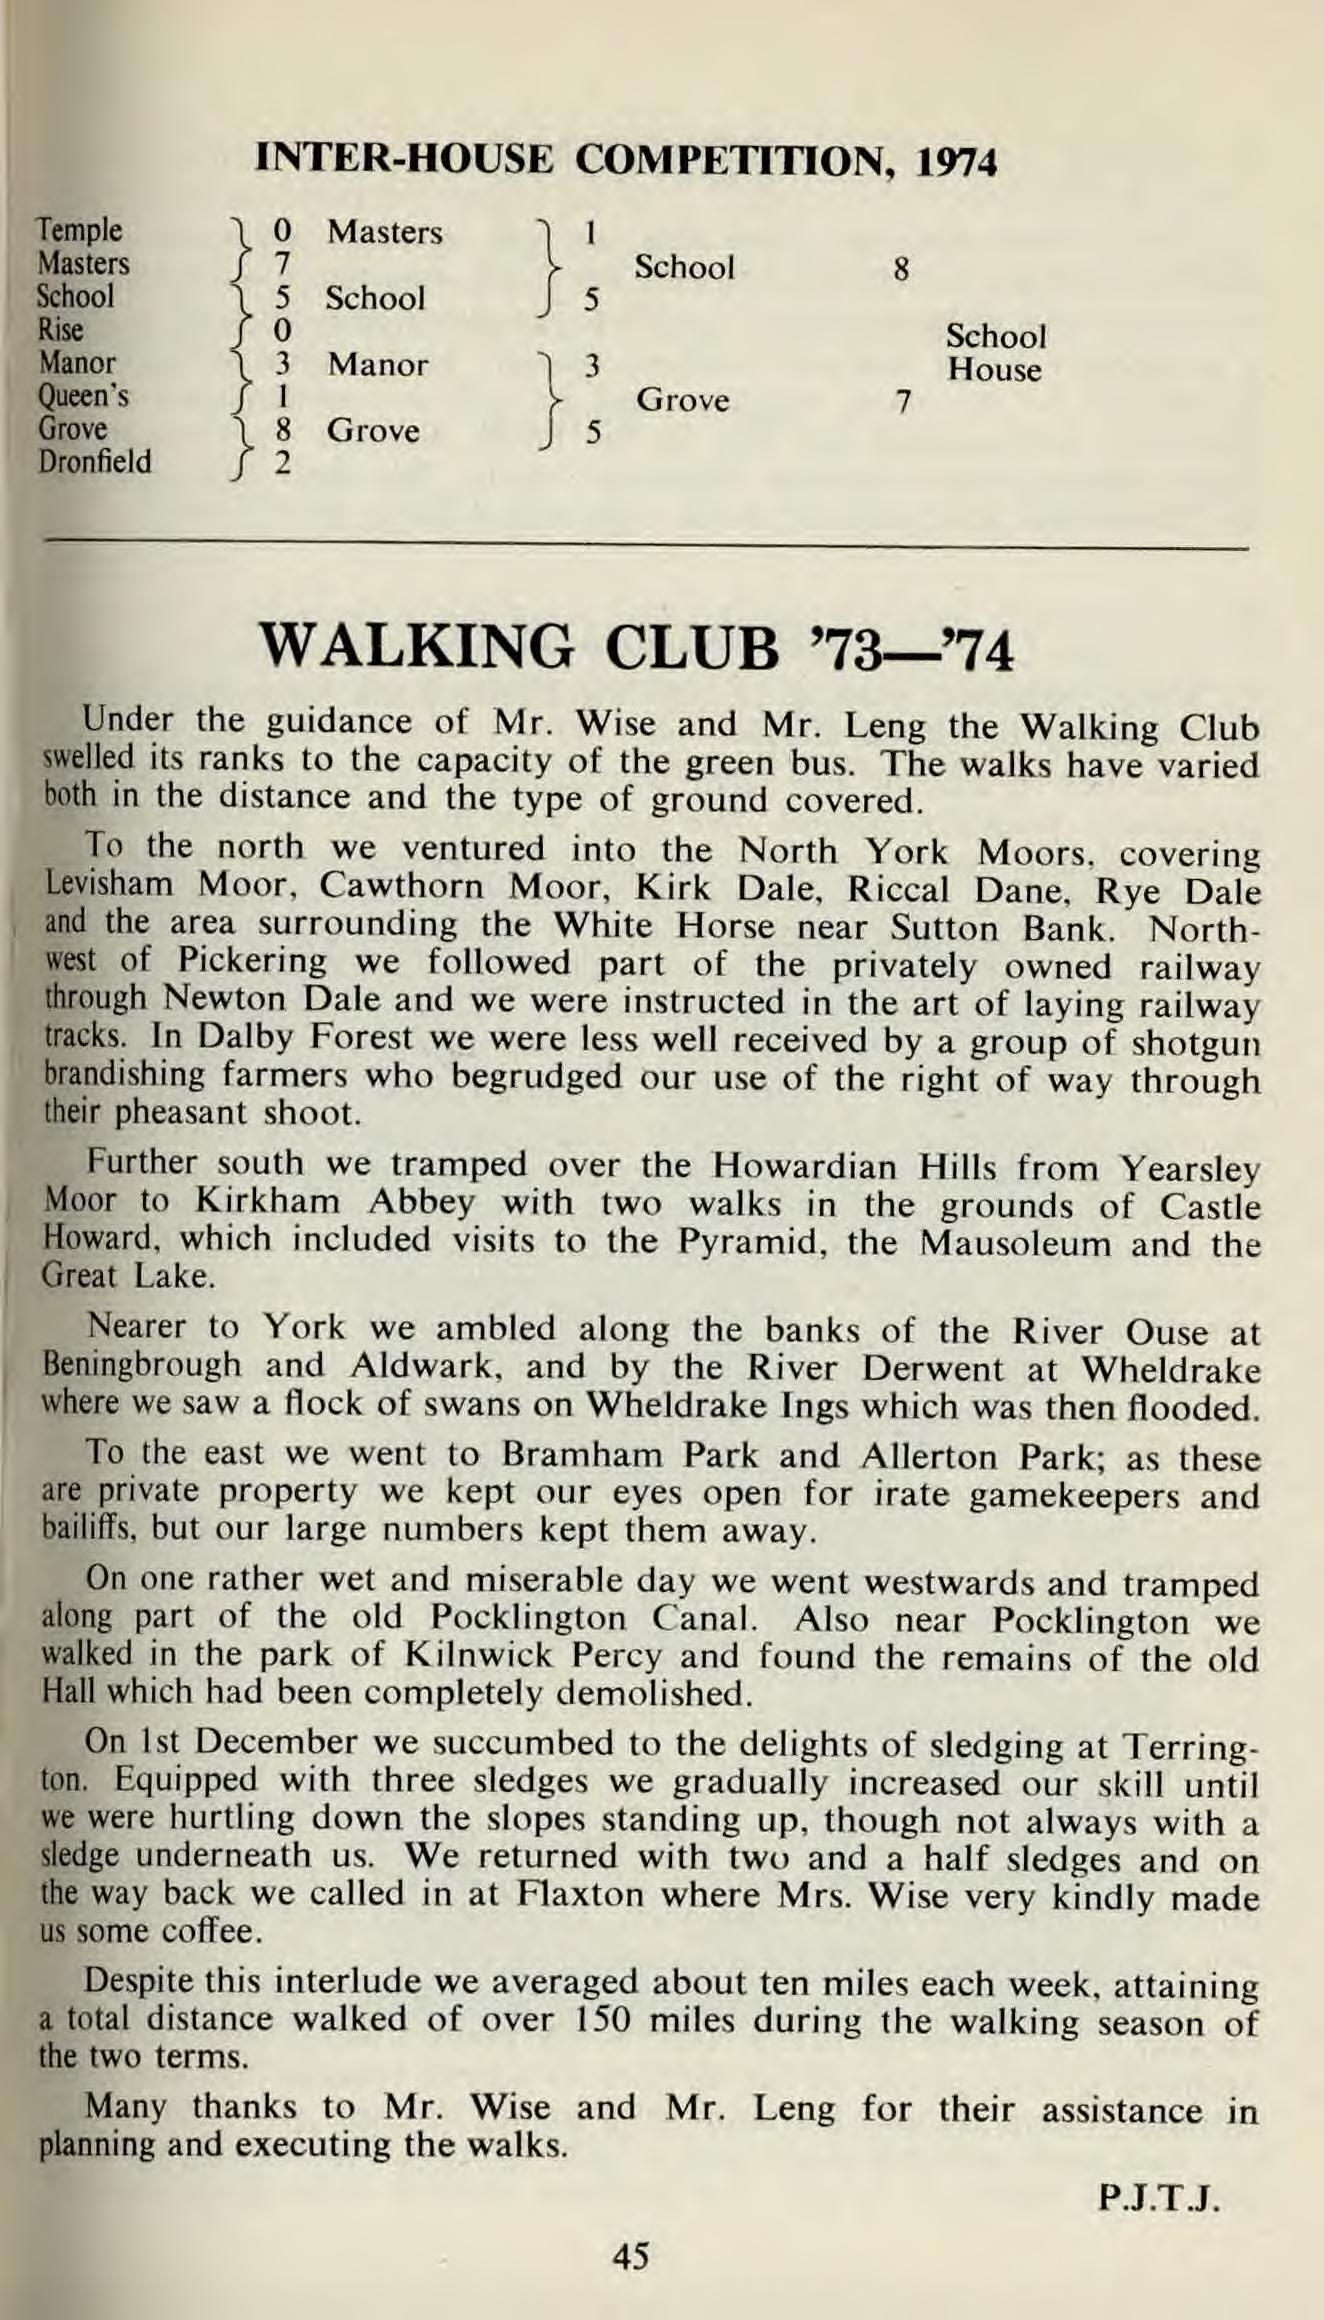 INTER-HOUSE COMPETITION, 1974
Temple } 0 Masters } 1
Masters } 7 School 8
School } 5 School } 5
Rise } 0 School
Manor } 3 Manor } 3 House
Queen's } 1 Grove 7
Grove } 8 Grove } 5
Dronfield } 2
WALKING CLUB ’73—’74
Under the guidance of Mr. Wise and Mr. Leng the Walking Club
swelled its ranks to the capacity of the green bus. The walks have varied
both in the distance and the type of ground covered.
To the north we ventured into the North York Moors, covering
Levisham Moor, Cawthorn Moor, Kirk Dale, Riccal Dane, Rye Dale
and the area surrounding the White Horse near Sutton Bank. North-
west of Pickering we followed part of the privately owned railway
through Newton Dale and we were instructed in the art of laying railway
tracks. In Dalby Forest we were less well received by a group of shotgun
brandishing farmers who begrudged our use of the right of way through
their pheasant shoot.
Further south we tramped over the Howardian Hills from Yearsley
Moor to Kirkham Abbey with two walks in the grounds of Castle
Howard, which included visits to the Pyramid, the Mausoleum and the
Great Lake.
Nearer to York we ambled along the banks of the River Ouse at
Beningbrough and Aldwark, and by the River Derwent at Wheldrake
where we saw a flock of swans on Wheldrake Ings which was then flooded.
To the east we went to Bramham Park and Allerton Park; as these
are private property we kept our eyes open for irate gamekeepers and
bailiffs, but our large numbers kept them away.
On one rather wet and miserable day we went westwards and tramped
along part of the old Pocklington Canal. Also near Pocklington we
walked in the park of Kilnwick Percy and found the remains of the old
Hall which had been completely demolished.
On 1st December we succumbed to the delights of sledging at Terring-
ton. Equipped with three sledges we gradually increased our skill until
we were hurtling down the slopes standing up, though not always with a
sledge underneath us. We returned with two and a half sledges and on
the way back we called in at Flaxton where Mrs. Wise very kindly made
us some coffee.
Despite this interlude we averaged about ten miles each week, attaining
a total distance walked of over 150 miles during the walking season of
the two terms.
Many thanks to Mr. Wise and Mr. Leng for their assistance in
planning and executing the walks.
P.J.T.J.
45